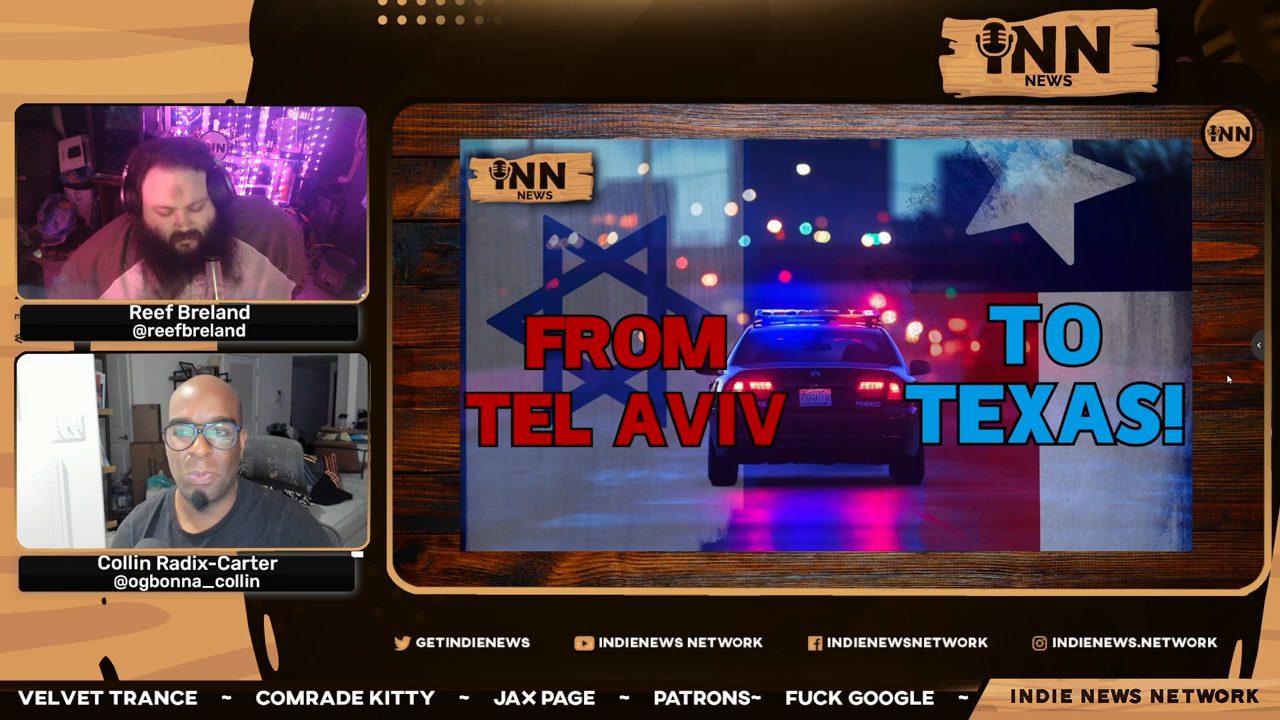 INN
NEWS
INN
INN
NEWS
FROM
TEL AVIV
TO
TEXAS!
Reef Breland
@reefbreland
Collin Radix-Carter
@ogbonna_collin
GETINDIENEWS
INDIENEWS NETWORK
INDIENEWSNETWORK
INDIENEWS.NETWORK
VELVET TRANCE ~ COMRADE KITTY ~ JAX PAGE ~ PATRONS~ FUCK GOOGLE ~
INDIE NEWS NETWORK